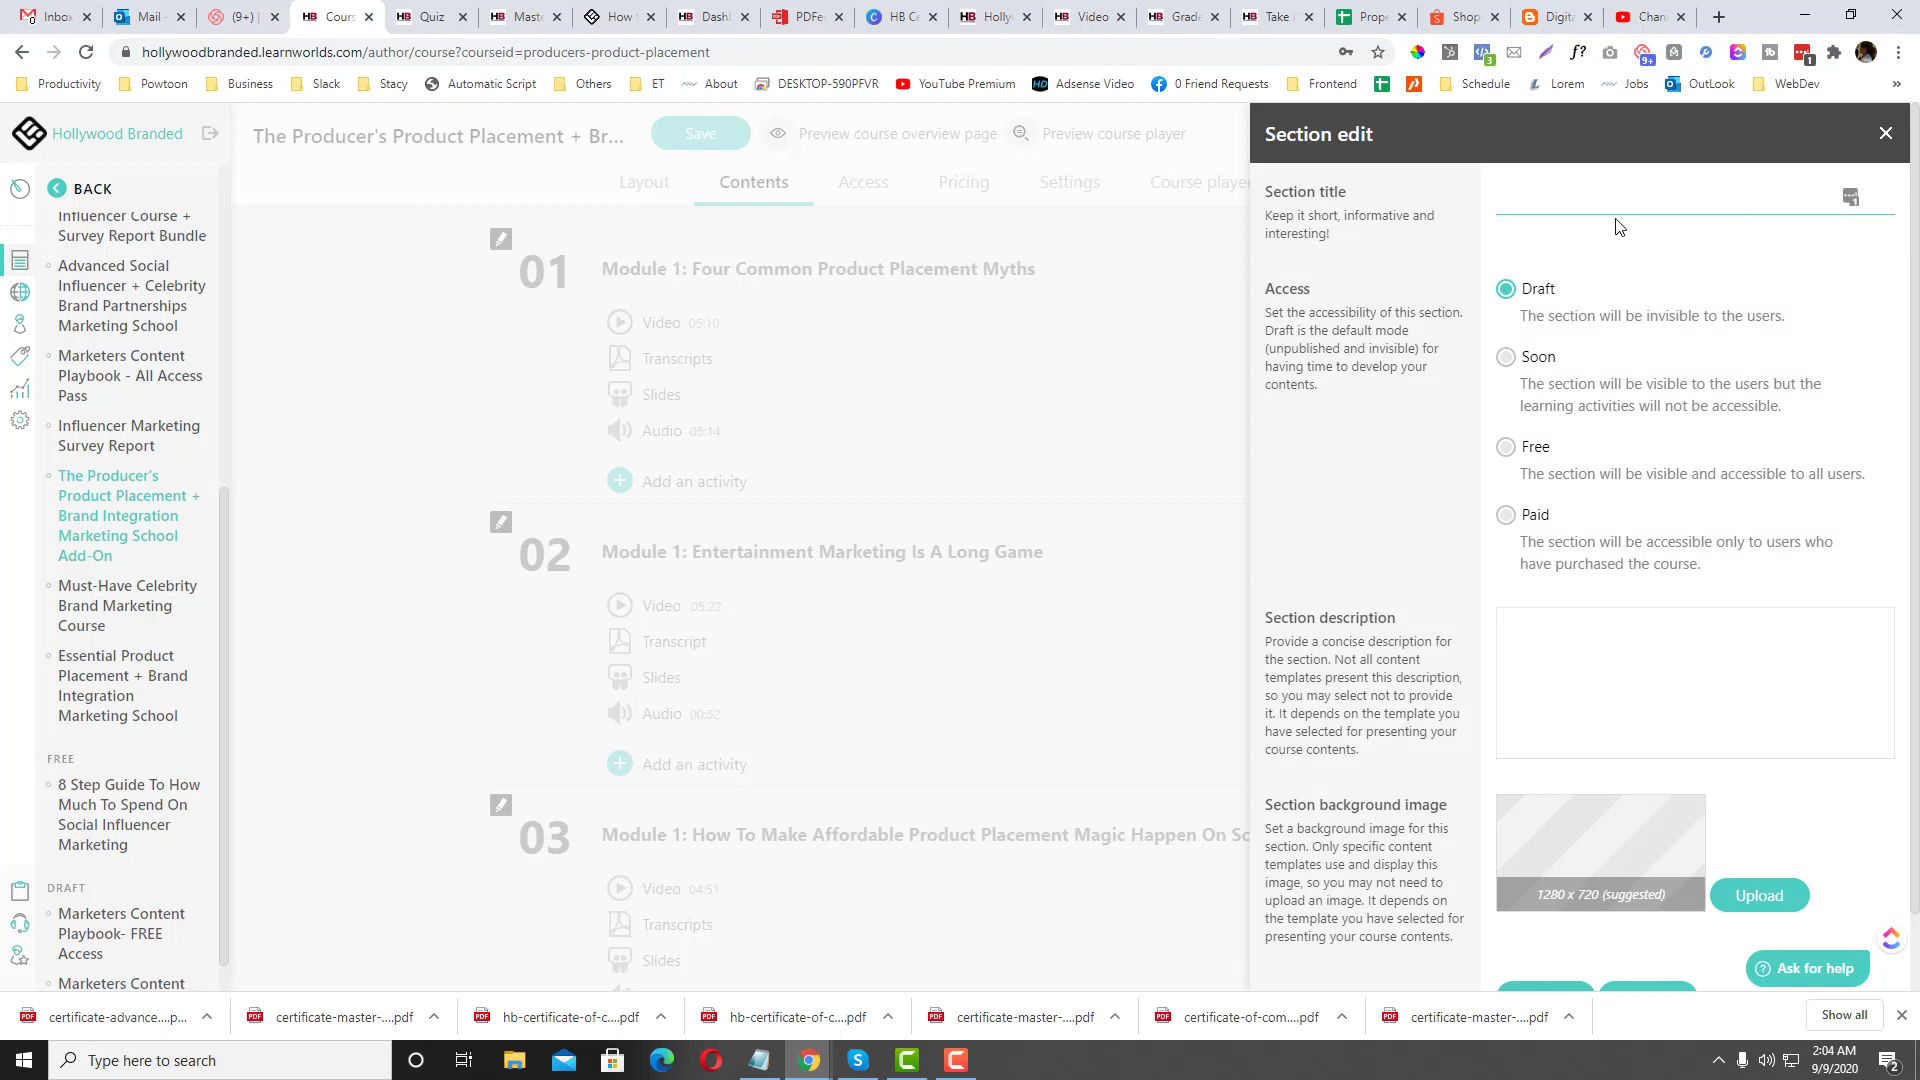 Inbox
Mail -
(9+) |
Cours
Quiz
Maste
How
Dashl
PDFe:
HB Ce
Holly
Video
Grade
Take
Prope
Shop
Digita
Chan
hollywoodbranded.learnworlds.com/author/course?courseid=producers-product-placement
Productivity
Powtoon
Business
Slack
Stacy
Automatic Script
Others
ET
About
DESKTOP-590PFVR
YouTube Premium
Adsense Video
0 Friend Requests
Frontend
Schedule
Lorem
Jobs
OutLook
WebDev
Hollywood Branded
BACK
Influencer Course +
Survey Report Bundle
Advanced Social
Influencer + Celebrity
Brand Partnerships
Marketing School
Marketers Content
Playbook - All Access
Pass
Influencer Marketing
Survey Report
The Producer's
Product Placement +
Brand Integration
Marketing School
Add-On
Must-Have Celebrity
Brand Marketing
Course
Essential Product
Placement + Brand
Integration
Marketing School
FREE
8 Step Guide To How
Much To Spend On
Social Influencer
Marketing
DRAFT
Marketers Content
Playbook- FREE
Access
Marketers Content
The Producer's Product Placement + Br...
Save
Preview course overview page
Preview course player
Layout
Contents
Access
Pricing
Settings
Course player
01
Module 1: Four Common Product Placement Myths
Video 05:10
Transcripts
Slides
Audio 05:14
Add an activity
02
Module 1: Entertainment Marketing Is A Long Game
Video 05:22
Transcript
Slides
Audio 00:52
Add an activity
03
Module 1: How To Make Affordable Product Placement Magic Happen On Sc
Video 04:51
Transcripts
Slides
Section edit
Section title
Keep it short, informative and
interesting!
Access
Set the accessibility of this section.
Draft is the default mode
(unpublished and invisible) for
having time to develop your
contents.
Draft
The section will be invisible to the users.
Soon
The section will be visible to the users but the
learning activities will not be accessible.
Free
The section will be visible and accessible to all users.
Paid
The section will be accessible only to users who
have purchased the course.
Section description
Provide a concise description for
the section. Not all content
templates present this description,
so you may select not to provide
it. It depends on the template you
have selected for presenting your
course contents.
Section background image
Set a background image for this
section. Only specific content
templates use and display this
image, so you may not need to
upload an image. It depends on
the template you have selected for
presenting your course contents.
1280 x 720 (suggested)
Upload
Ask for help
certificate-advance....p...
certificate-master-....pdf
hb-certificate-of-c....pdf
hb-certificate-of-c....pdf
certificate-master-....pdf
certificate-of-com....pdf
certificate-master-....pdf
Show all
Type here to search
2:04 AM
9/9/2020